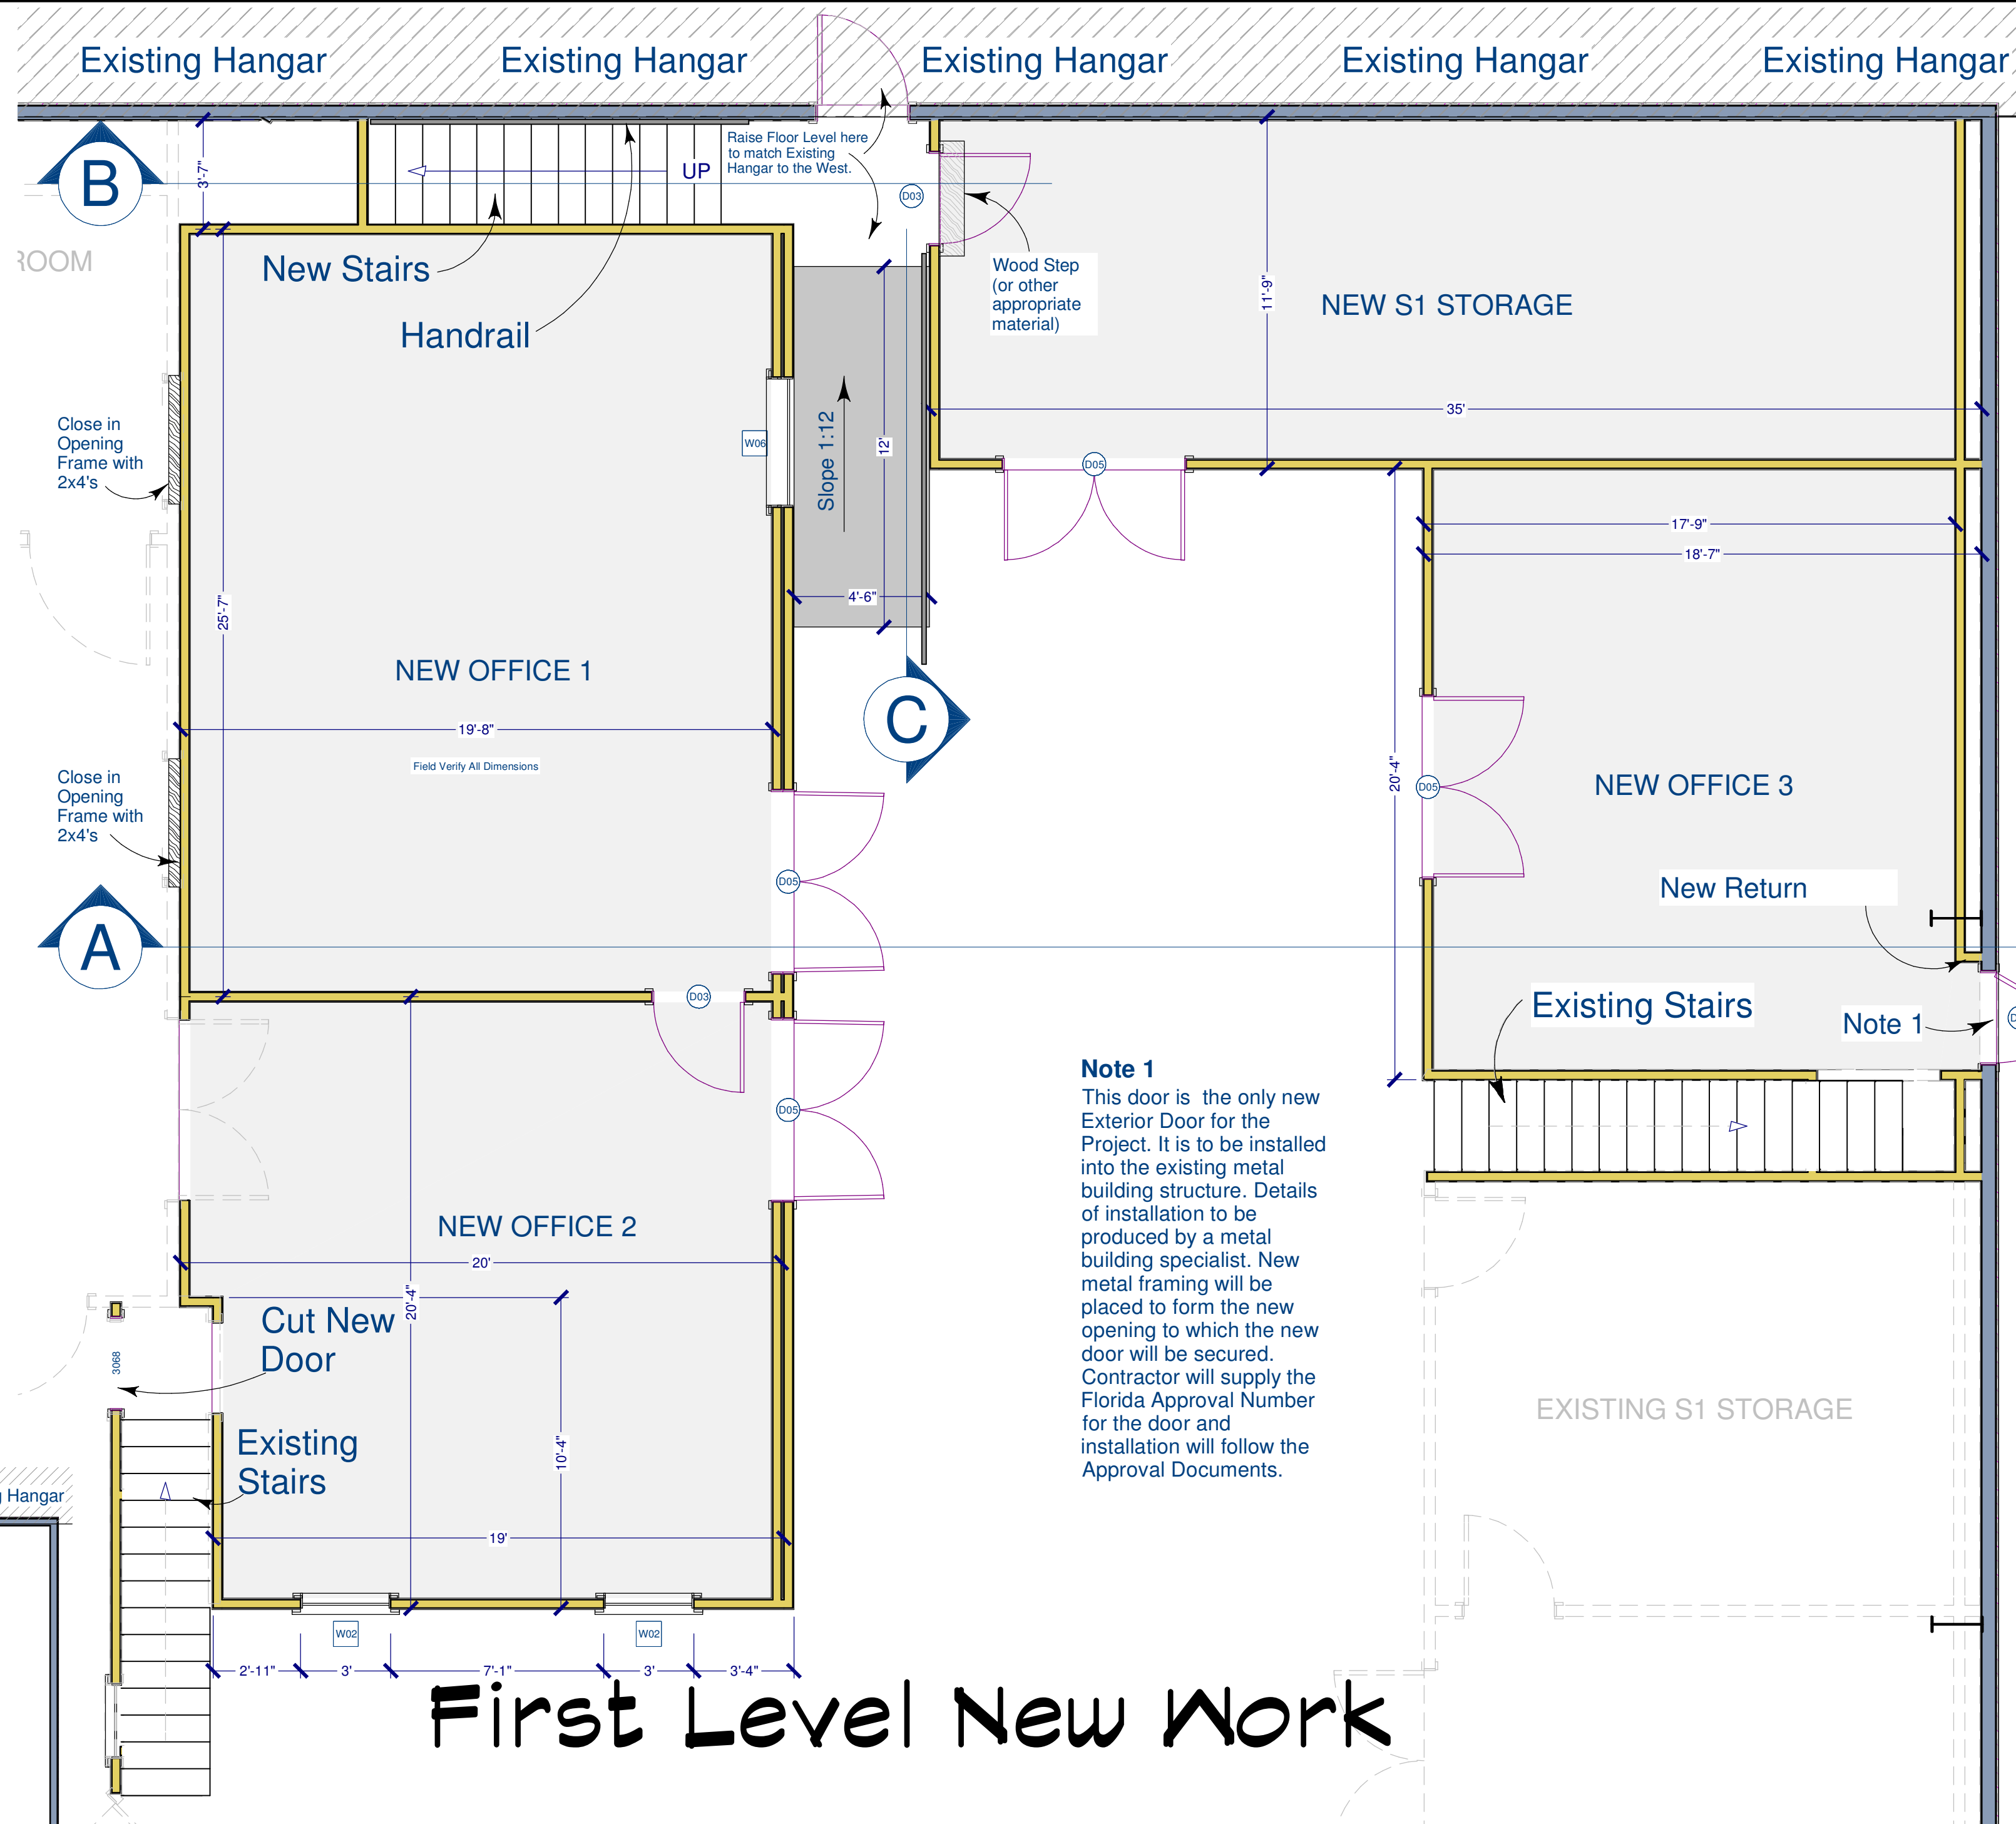 Existing Hangar
Existing Hangar
Existing Hangar
Existing Hangar
Existing Hangar
B
3'-7"
UP
Raise Floor Level here
to match Existing
Hangar to the West.
D03
ROOM
New Stairs
Handrail
Wood Step
(or other
appropriate
material)
11'-9"
NEW S1 STORAGE
35'
Close in
Opening
Frame with
2x4's
W06
Slope 1:12
12'
4'-6"
D05
17'-9"
18'-7"
25'-7"
NEW OFFICE 1
19'-8"
Field Verify All Dimensions
C
20'-4"
D05
NEW OFFICE 3
Close in
Opening
Frame with
2x4's
D05
New Return
A
D03
Existing Stairs
Note 1
D05
Note 1
This door is  the only new
Exterior Door for the
Project. It is to be installed
into the existing metal
building structure. Details
of installation to be
produced by a metal
building specialist. New
metal framing will be
placed to form the new
opening to which the new
door will be secured.
Contractor will supply the
Florida Approval Number
for the door and
installation will follow the
Approval Documents.
NEW OFFICE 2
20'
20'-4"
Cut New
Door
3068
10'-4"
Existing
Stairs
Hangar
19'
EXISTING S1 STORAGE
W02
W02
2'-11"
3'
7'-1"
3'
3'-4"
First Level New Work